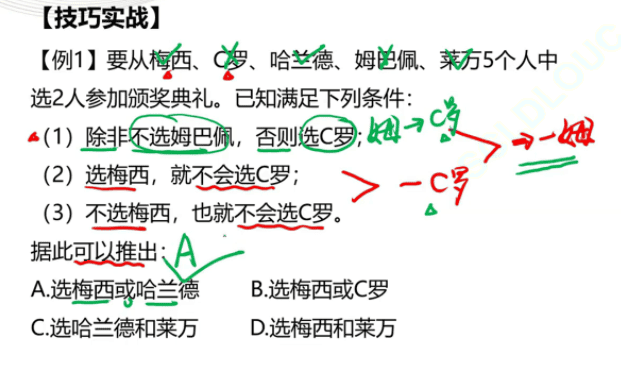 【技巧实战】
【例1】要从梅西、C罗、哈兰德、姆巴佩、莱万5个人中
选2人参加颁奖典礼。已知满足下列条件：
（1）除非不选姆巴佩，否则选C罗； 姆→C罗 ⇒一姆
（2）选梅西，就不会选C罗；
一C罗
（3）不选梅西，也就不会选C罗。
据此可以推出： A
A.选梅西或哈兰德 B.选梅西或C罗
C.选哈兰德和莱万 D.选梅西和莱万